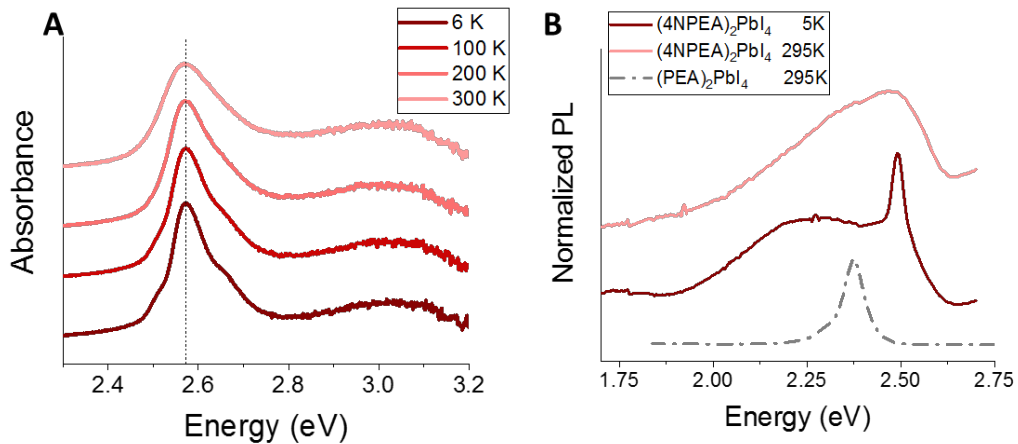 A
6 K
100 K
200 K
300 K
Absorbance
2.4 2.6 2.8 3.0 3.2
Energy (eV)
B
(4NPEA)₂PbI₄ 5K
(4NPEA)₂PbI₄ 295K
(PEA)₂PbI₄ 295K
Normalized PL
1.75 2.00 2.25 2.50 2.75
Energy (eV)